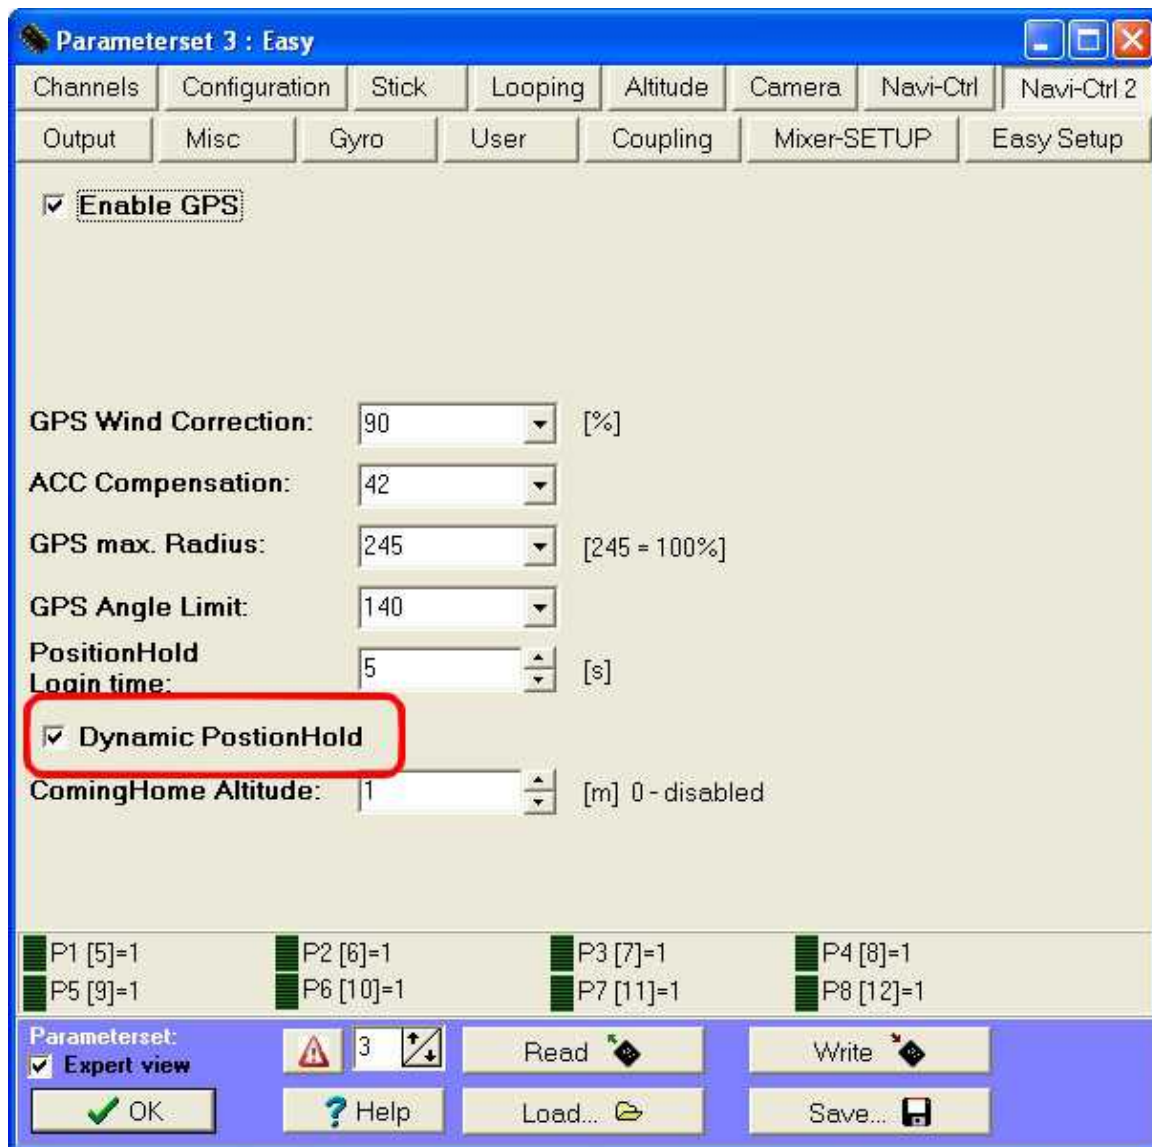 Parameterset 3 : Easy
Channels Configuration Stick Looping Altitude Camera Navi-Ctrl Navi-Ctrl 2
Output Misc Gyro User Coupling Mixer-SETUP Easy Setup
Enable GPS
GPS Wind Correction: 90 [%]
ACC Compensation: 42
GPS max. Radius: 245 [245 = 100%]
GPS Angle Limit: 140
PositionHold
Login time: 5 [s]
Dynamic PostionHold
ComingHome Altitude: 1 [m] 0 - disabled
P1 [5]=1 P2 [6]=1 P3 [7]=1 P4 [8]=1
P5 [9]=1 P6 [10]=1 P7 [11]=1 P8 [12]=1
Parameterset:
Expert view 3 Read Write
OK Help Load... Save...